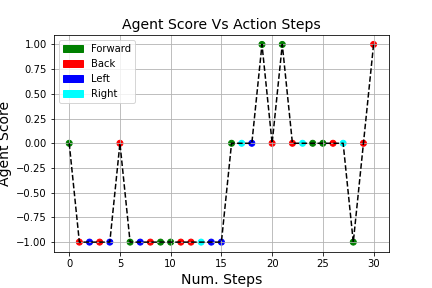 Agent Score Vs Action Steps
Forward
Back
Left
Right
1.00
0.75
0.50
0.25
0.00
−0.25
−0.50
−0.75
−1.00
Agent Score
0 5 10 15 20 25 30
Num. Steps